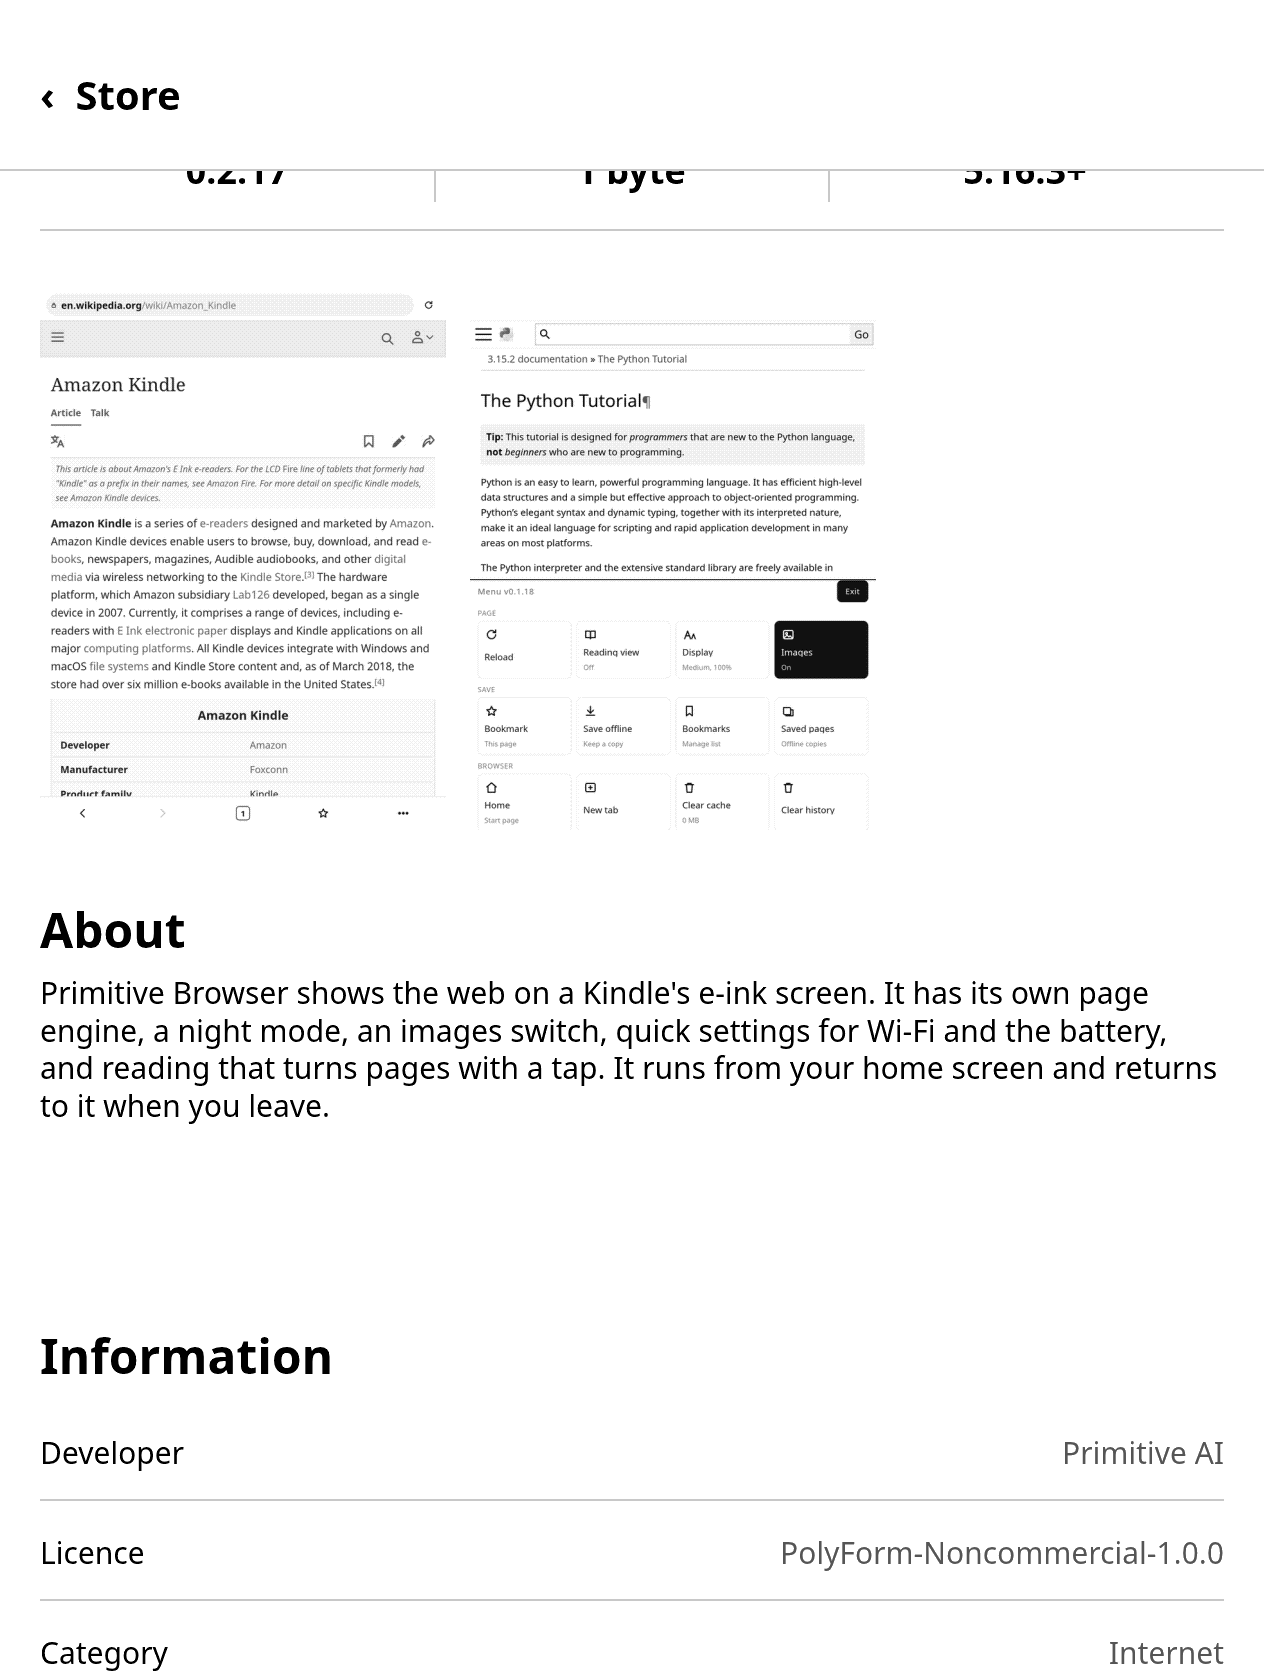 ‹ Store
0.2.17 1 byte 5.16.3+
en.wikipedia.org/wiki/Amazon_Kindle
Amazon Kindle
Article Talk
This article is about Amazon's E Ink e-readers. For the LCD Fire line of tablets that formerly had
"Kindle" as a prefix in their names, see Amazon Fire. For more detail on specific Kindle models,
see Amazon Kindle devices.
Amazon Kindle is a series of e-readers designed and marketed by Amazon.
Amazon Kindle devices enable users to browse, buy, download, and read e-
books, newspapers, magazines, Audible audiobooks, and other digital
media via wireless networking to the Kindle Store.[3] The hardware
platform, which Amazon subsidiary Lab126 developed, began as a single
device in 2007. Currently, it comprises a range of devices, including e-
readers with E Ink electronic paper displays and Kindle applications on all
major computing platforms. All Kindle devices integrate with Windows and
macOS file systems and Kindle Store content and, as of March 2018, the
store had over six million e-books available in the United States.[4]
Amazon Kindle
Developer Amazon
Manufacturer Foxconn
Product family Kindle
1
Go
3.15.2 documentation » The Python Tutorial
The Python Tutorial¶
Tip: This tutorial is designed for programmers that are new to the Python language,
not beginners who are new to programming.
Python is an easy to learn, powerful programming language. It has efficient high-level
data structures and a simple but effective approach to object-oriented programming.
Python’s elegant syntax and dynamic typing, together with its interpreted nature,
make it an ideal language for scripting and rapid application development in many
areas on most platforms.
The Python interpreter and the extensive standard library are freely available in
Menu v0.1.18 Exit
PAGE
Reload Reading view Display Images
Off Medium, 100% On
SAVE
Bookmark Save offline Bookmarks Saved pages
This page Keep a copy Manage list Offline copies
BROWSER
Home New tab Clear cache Clear history
Start page 0 MB
About
Primitive Browser shows the web on a Kindle's e-ink screen. It has its own page
engine, a night mode, an images switch, quick settings for Wi-Fi and the battery,
and reading that turns pages with a tap. It runs from your home screen and returns
to it when you leave.
Information
Developer Primitive AI
Licence PolyForm-Noncommercial-1.0.0
Category Internet